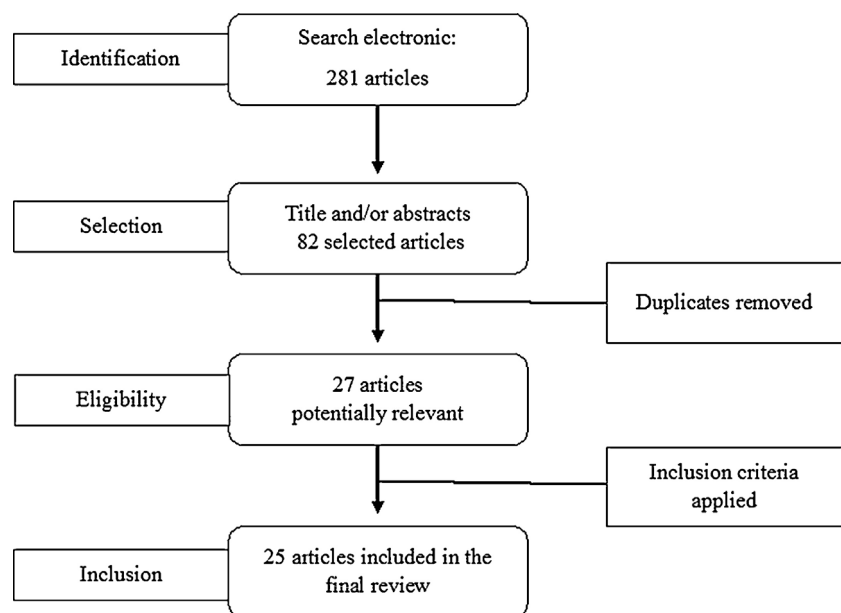 Identification
Search electronic:
281 articles
Selection
Title and/or abstracts
82 selected articles
Duplicates removed
Eligibility
27 articles
potentially relevant
Inclusion criteria
applied
Inclusion
25 articles included in the
final review